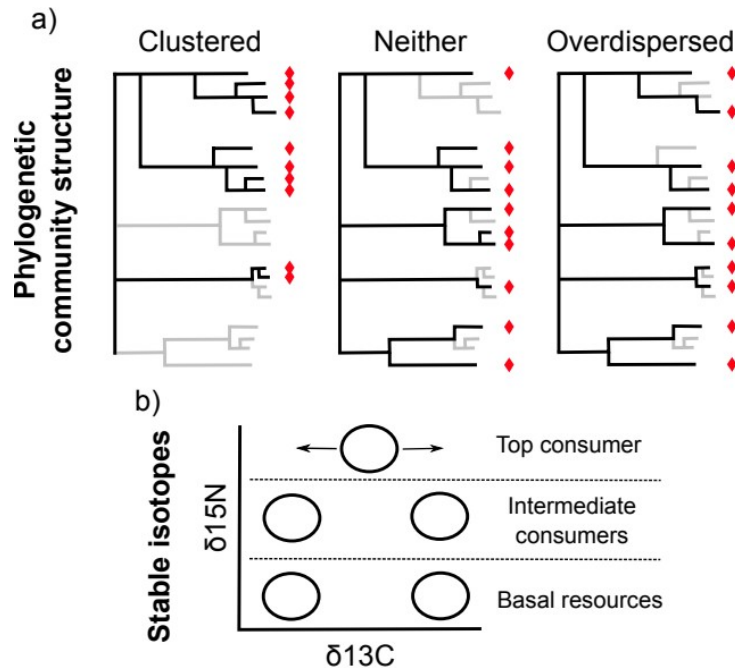 a)
Clustered
Neither
Overdispersed
Phylogenetic
community structure
b)
Stable isotopes
δ15N
Top consumer
Intermediate
consumers
Basal resources
δ13C